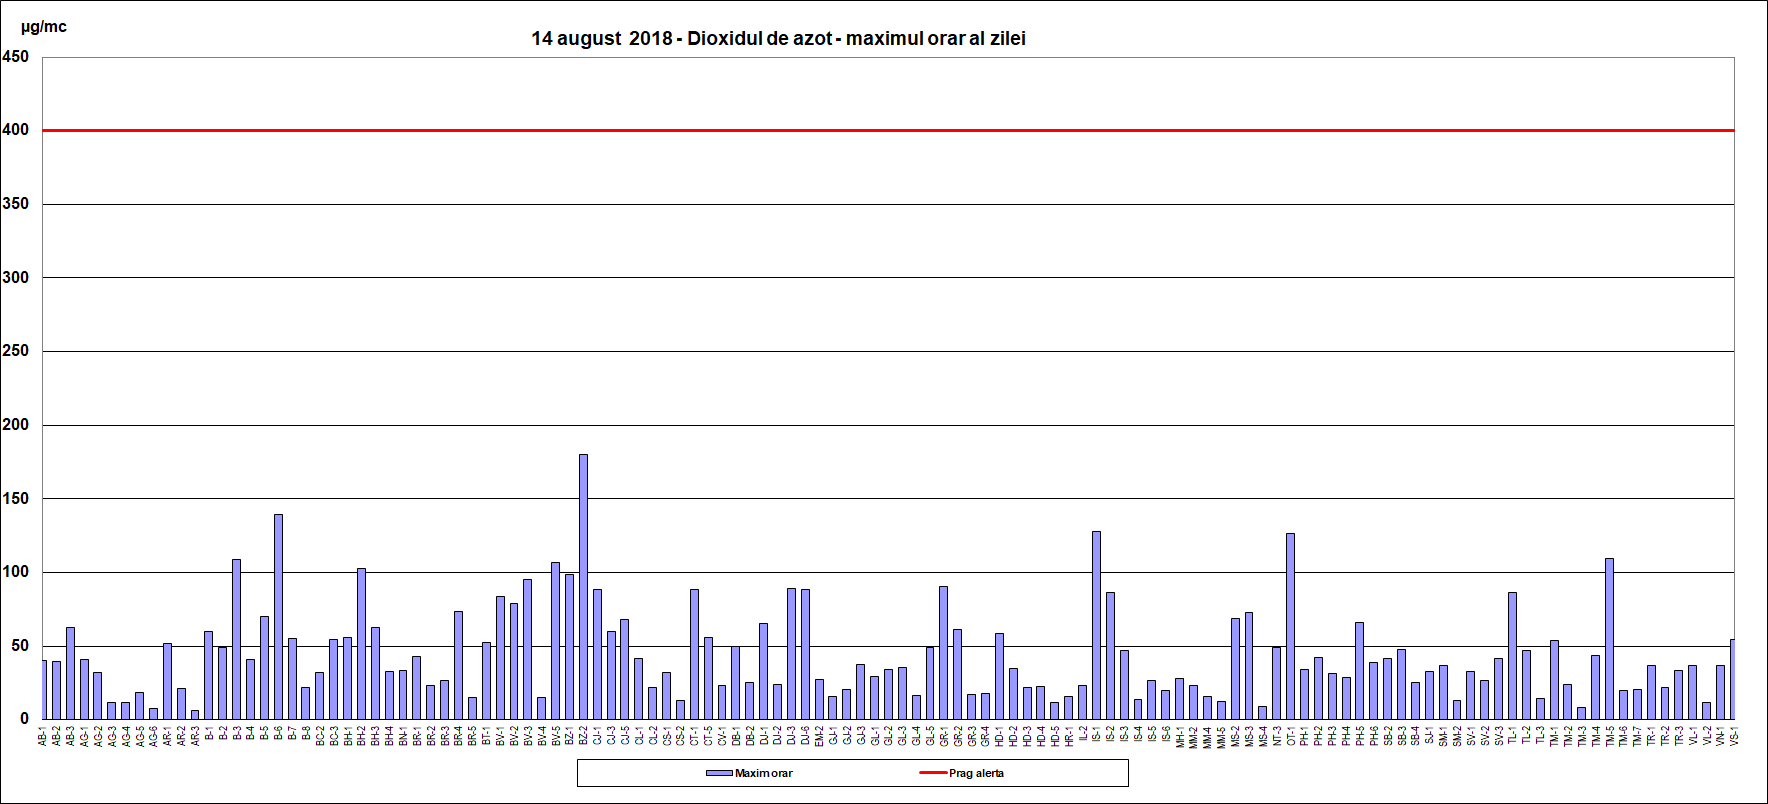 µg/mc
14 august 2018 - Dioxidul de azot - maximul orar al zilei
450
400
350
300
250
200
150
100
50
0
AB-1 AB-2 AB-3 AG-1 AG-2 AG-3 AG-4 AG-5 AG-6 AR-1 AR-2 AR-3 B-1 B-2 B-3 B-4 B-5 B-6 B-7 B-8 BC-2 BC-3 BH-1 BH-2 BH-3 BH-4 BN-1 BR-1 BR-2 BR-3 BR-4 BR-5 BT-1 BV-1 BV-2 BV-3 BV-4 BV-5 BZ-1 BZ-2 CJ-1 CJ-3 CJ-5 CL-1 CL-2 CS-1 CS-2 CT-1 CT-5 CV-1 DB-1 DB-2 DJ-1 DJ-2 DJ-3 DJ-6 EM-2 GJ-1 GJ-2 GJ-3 GL-1 GL-2 GL-3 GL-4 GL-5 GR-1 GR-2 GR-3 GR-4 HD-1 HD-2 HD-3 HD-4 HD-5 HR-1 IL-2 IS-1 IS-2 IS-3 IS-4 IS-5 IS-6 MH-1 MM-2 MM-4 MM-5 MS-2 MS-3 MS-4 NT-3 OT-1 PH-1 PH-2 PH-3 PH-4 PH-5 PH-6 SB-2 SB-3 SB-4 SJ-1 SM-1 SM-2 SV-1 SV-2 SV-3 TL-1 TL-2 TL-3 TM-1 TM-2 TM-3 TM-4 TM-5 TM-6 TM-7 TR-1 TR-2 TR-3 VL-1 VL-2 VN-1 VS-1
Maxim orar Prag alerta